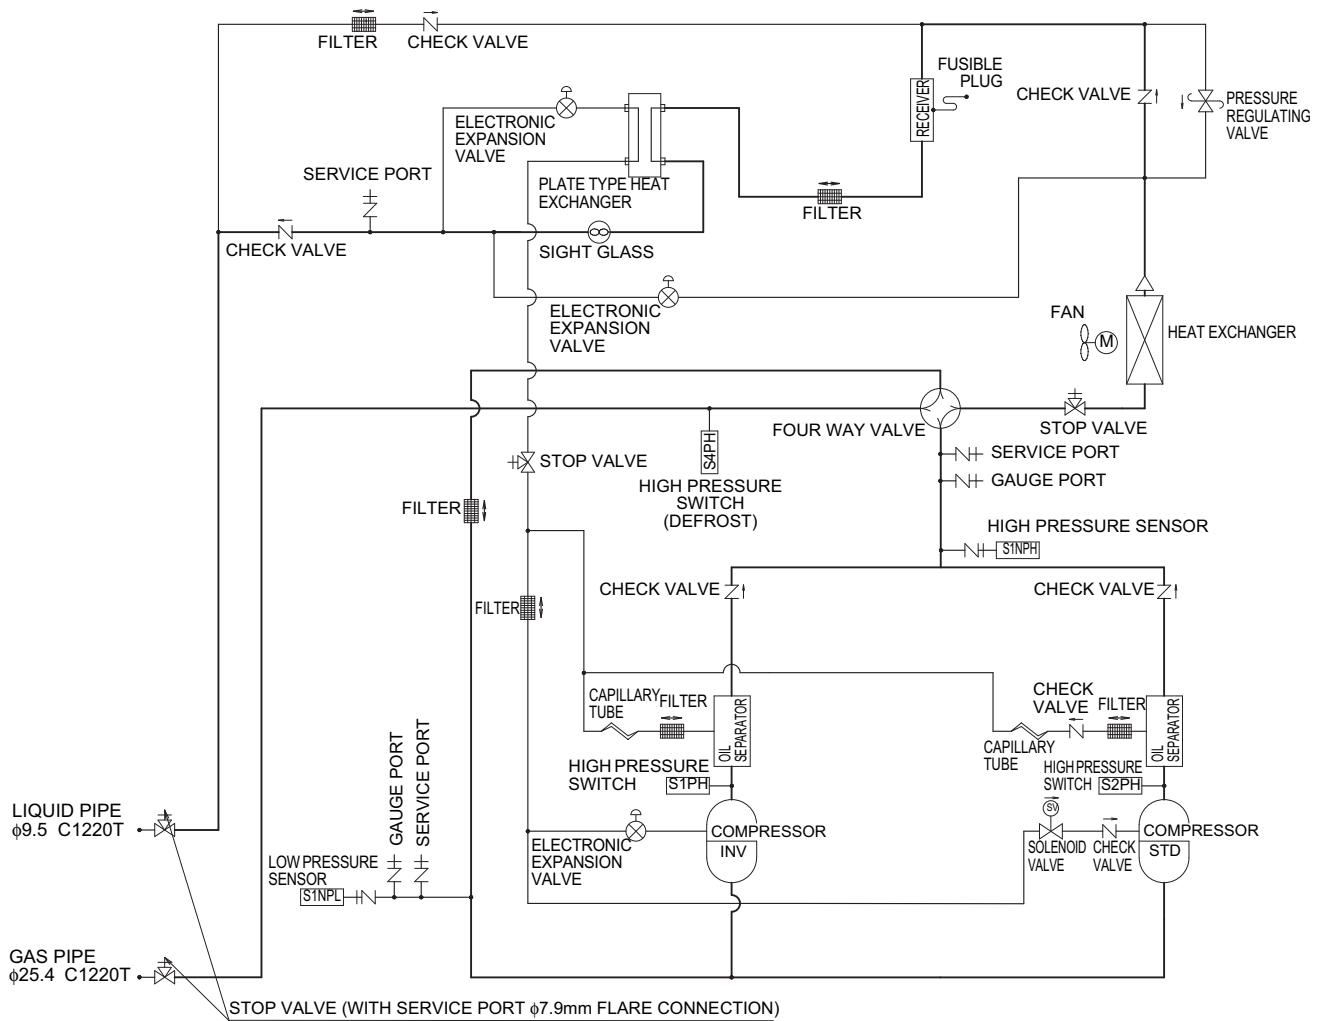 FILTER
CHECK VALVE
FUSIBLE
PLUG
RECEIVER
CHECK VALVE
PRESSURE
REGULATING
VALVE
ELECTRONIC
EXPANSION
VALVE
SERVICE PORT
PLATE TYPE HEAT
EXCHANGER
FILTER
CHECK VALVE
SIGHT GLASS
ELECTRONIC
EXPANSION
VALVE
FAN
M
HEAT EXCHANGER
FOUR WAY VALVE
STOP VALVE
S4PH
STOP VALVE
SERVICE PORT
GAUGE PORT
HIGH PRESSURE
SWITCH
(DEFROST)
FILTER
HIGH PRESSURE SENSOR
S1NPH
CHECK VALVE
CHECK VALVE
FILTER
CAPILLARY
TUBE
FILTER
OIL
SEPARATOR
CHECK
VALVE
FILTER
CAPILLARY
TUBE
OIL
SEPARATOR
HIGH PRESSURE
SWITCH
S1PH
HIGH PRESSURE
SWITCH
S2PH
GAUGE PORT
SERVICE PORT
LIQUID PIPE
ϕ9.5 C1220T
COMPRESSOR
INV
SV
COMPRESSOR
STD
ELECTRONIC
EXPANSION
VALVE
SOLENOID
VALVE
CHECK
VALVE
LOW PRESSURE
SENSOR
S1NPL
GAS PIPE
ϕ25.4 C1220T
STOP VALVE (WITH SERVICE PORT ϕ7.9mm FLARE CONNECTION)